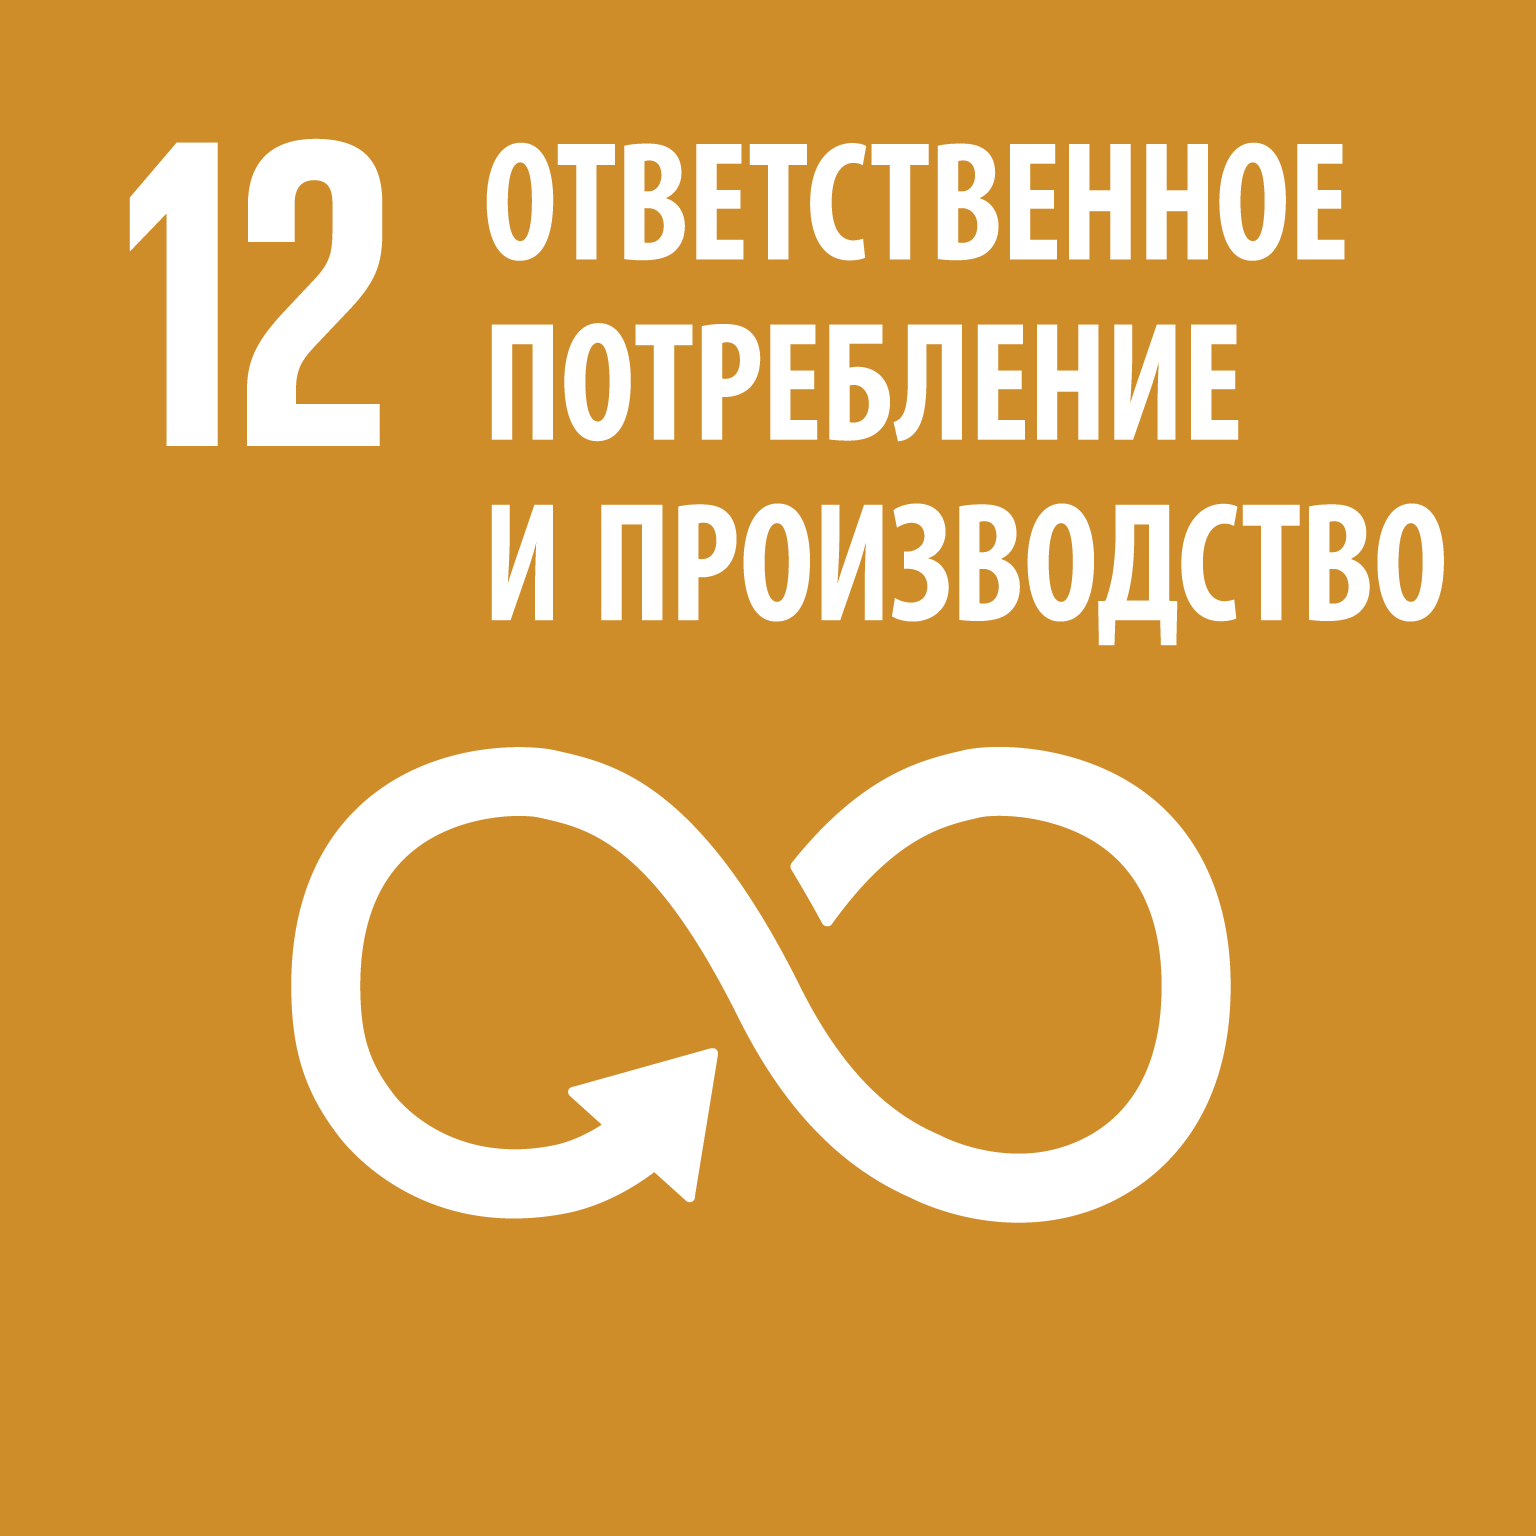 12
ОТВЕТСТВЕННОЕ
ПОТРЕБЛЕНИЕ
И ПРОИЗВОДСТВО